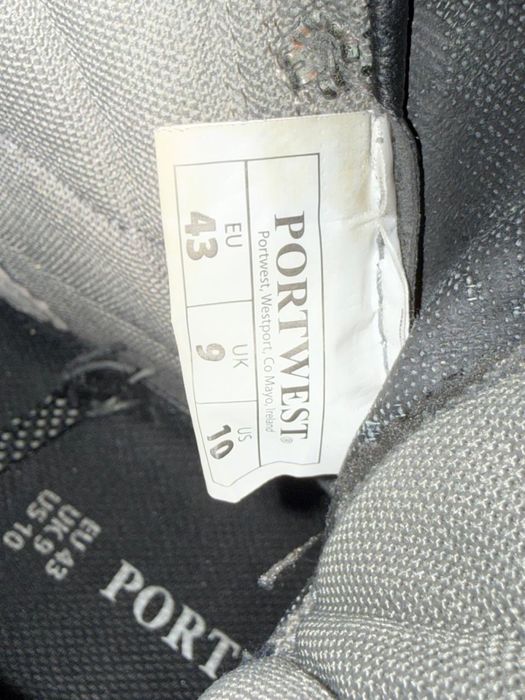 PORTWEST®
Portwest, Westport, Co Mayo, Ireland
EU UK US
43 9 10
EU 43
UK 9
US 10
PORT